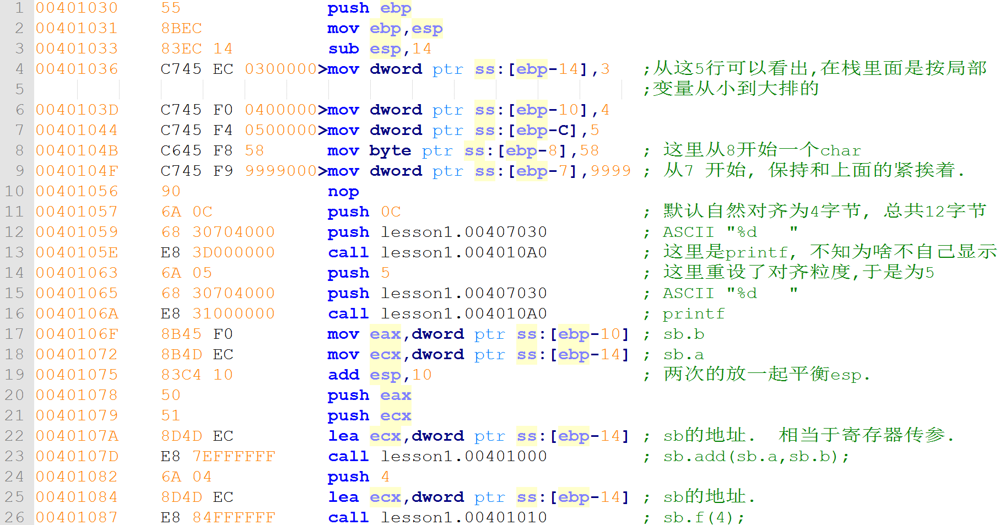 1 00401030 55 push ebp
2 00401031 8BEC mov ebp,esp
3 00401033 83EC 14 sub esp,14
4 00401036 C745 EC 0300000>mov dword ptr ss:[ebp-14],3 ;从这5行可以看出,在栈里面是按局部
5 ;变量从小到大排的
6 0040103D C745 F0 0400000>mov dword ptr ss:[ebp-10],4
7 00401044 C745 F4 0500000>mov dword ptr ss:[ebp-C],5
8 0040104B C645 F8 58 mov byte ptr ss:[ebp-8],58 ; 这里从8开始一个char
9 0040104F C745 F9 9999000>mov dword ptr ss:[ebp-7],9999 ; 从7 开始, 保持和上面的紧挨着.
10 00401056 90 nop
11 00401057 6A 0C push 0C ; 默认自然对齐为4字节, 总共12字节
12 00401059 68 30704000 push lesson1.00407030 ; ASCII "%d   "
13 0040105E E8 3D000000 call lesson1.004010A0 ; 这里是printf, 不知为啥不自己显示
14 00401063 6A 05 push 5 ; 这里重设了对齐粒度,于是为5
15 00401065 68 30704000 push lesson1.00407030 ; ASCII "%d   "
16 0040106A E8 31000000 call lesson1.004010A0 ; printf
17 0040106F 8B45 F0 mov eax,dword ptr ss:[ebp-10] ; sb.b
18 00401072 8B4D EC mov ecx,dword ptr ss:[ebp-14] ; sb.a
19 00401075 83C4 10 add esp,10 ; 两次的放一起平衡esp.
20 00401078 50 push eax
21 00401079 51 push ecx
22 0040107A 8D4D EC lea ecx,dword ptr ss:[ebp-14] ; sb的地址.  相当于寄存器传参.
23 0040107D E8 7EFFFFFF call lesson1.00401000 ; sb.add(sb.a,sb.b);
24 00401082 6A 04 push 4
25 00401084 8D4D EC lea ecx,dword ptr ss:[ebp-14] ; sb的地址.
26 00401087 E8 84FFFFFF call lesson1.00401010 ; sb.f(4);